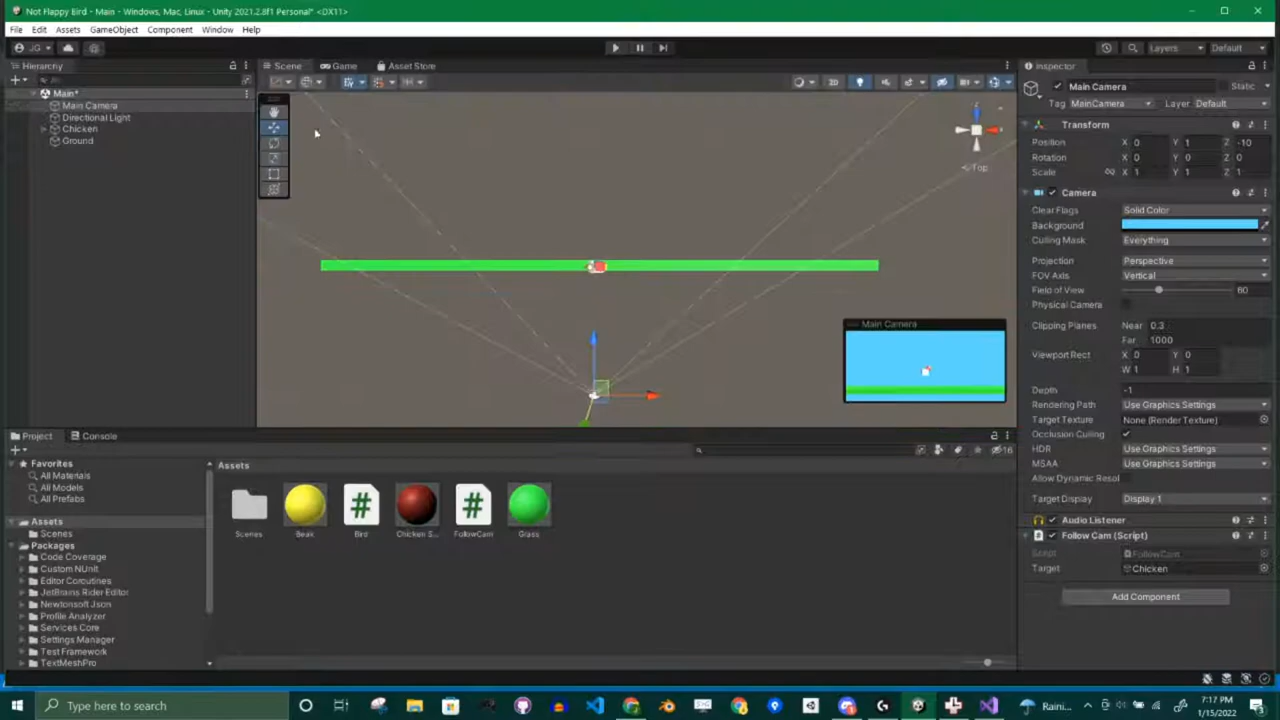 Not Flappy Bird - Main - Windows, Mac, Linux - Unity 2021.2.8f1 Personal* <DX11>
File Edit Assets GameObject Component Window Help
JG Layers Default
Hierarchy
All
Main*
Main Camera
Directional Light
Chicken
Ground
Scene Game Asset Store
2D
Top
Main Camera
Inspector
Main Camera Static
Tag MainCamera Layer Default
Transform
Position X 0 Y 1 Z -10
Rotation X 0 Y 0 Z 0
Scale X 1 Y 1 Z 1
Camera
Clear Flags Solid Color
Background
Culling Mask Everything
Projection Perspective
FOV Axis Vertical
Field of View 60
Physical Camera
Clipping Planes Near 0.3
Far 1000
Viewport Rect X 0 Y 0
W 1 H 1
Depth -1
Rendering Path Use Graphics Settings
Target Texture None (Render Texture)
Occlusion Culling
HDR Use Graphics Settings
MSAA Use Graphics Settings
Allow Dynamic Resol
Target Display Display 1
Audio Listener
Follow Cam (Script)
Script FollowCam
Target Chicken
Add Component
Project Console
16
Favorites
All Materials
All Models
All Prefabs
Assets
Scenes
Packages
Code Coverage
Custom NUnit
Editor Coroutines
JetBrains Rider Editor
Newtonsoft Json
Profile Analyzer
Services Core
Settings Manager
Test Framework
TextMeshPro
Assets
Scenes Beak Bird Chicken S... FollowCam Grass
Type here to search
Raini...
7:17 PM
1/15/2022